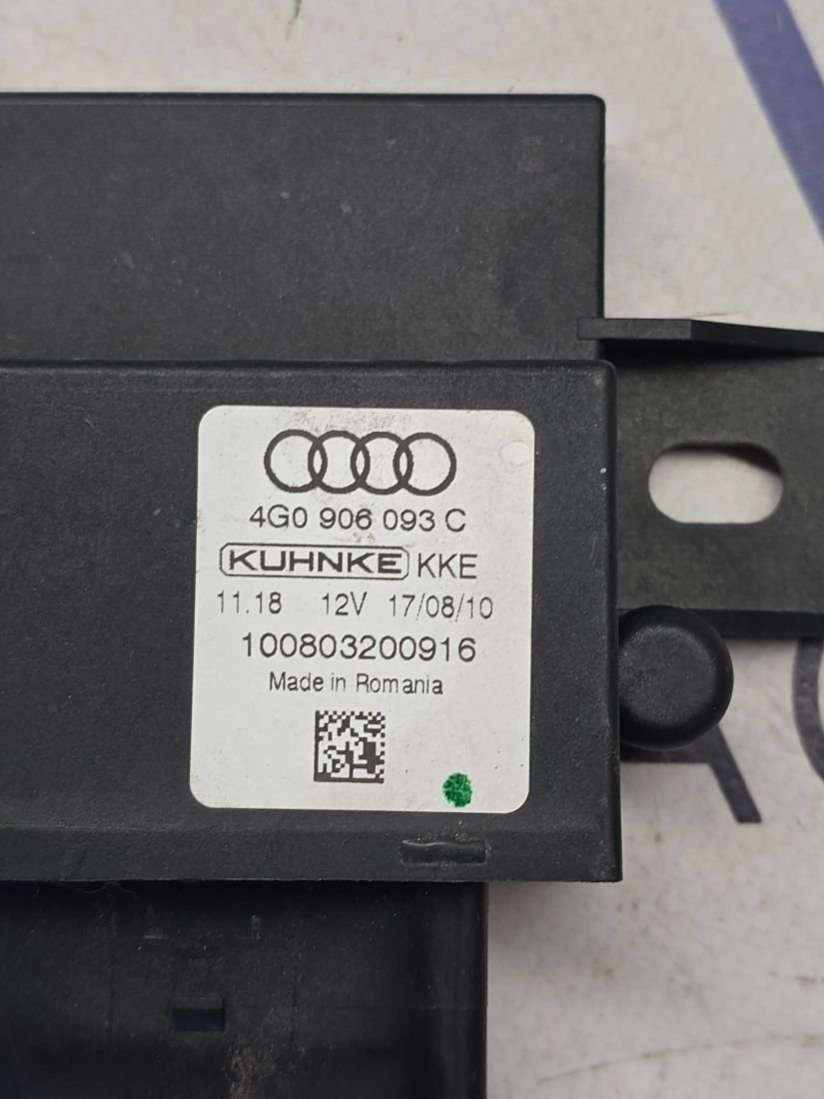 4G0 906 093 C
KUHNKE KKE
11.18 12V 17/08/10
100803200916
Made in Romania